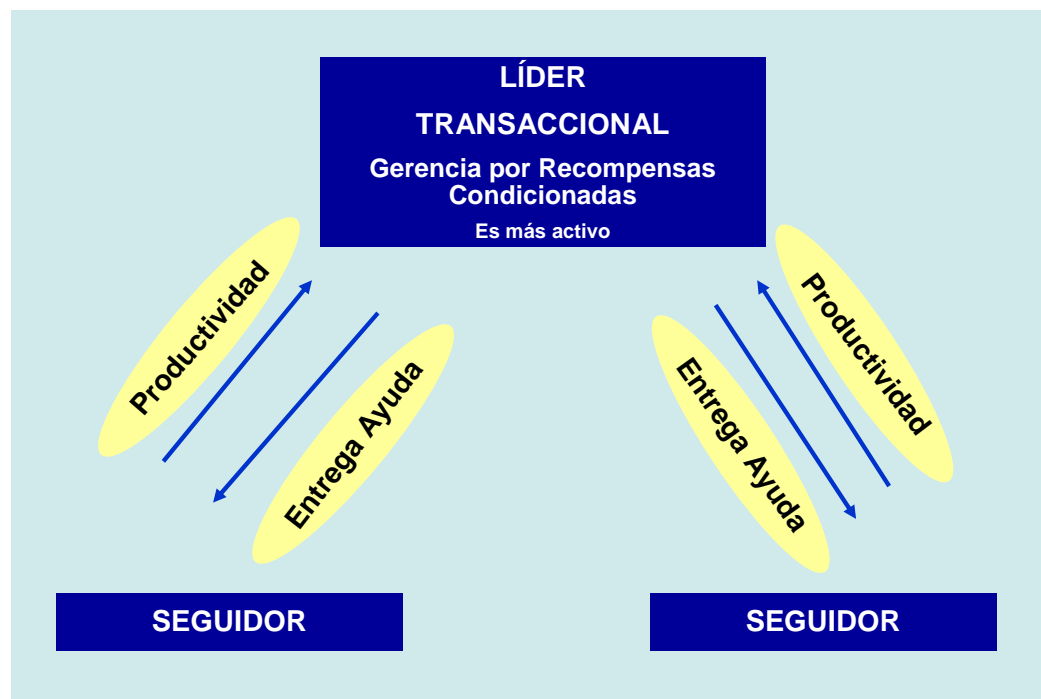 LÍDER
TRANSACCIONAL
Gerencia por Recompensas
Condicionadas
Es más activo
Productividad
Entrega Ayuda
Entrega Ayuda
Productividad
SEGUIDOR
SEGUIDOR